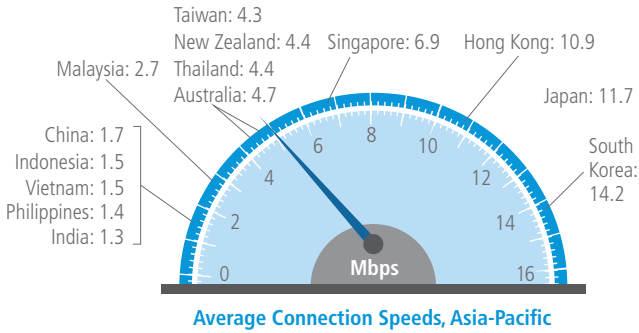 Taiwan: 4.3
New Zealand: 4.4
Thailand: 4.4
Australia: 4.7
Singapore: 6.9
Hong Kong: 10.9
Malaysia: 2.7
Japan: 11.7
China: 1.7
Indonesia: 1.5
Vietnam: 1.5
Philippines: 1.4
India: 1.3
South
Korea:
14.2
0
2
4
6
8
10
12
14
16
Mbps
Average Connection Speeds, Asia-Pacific